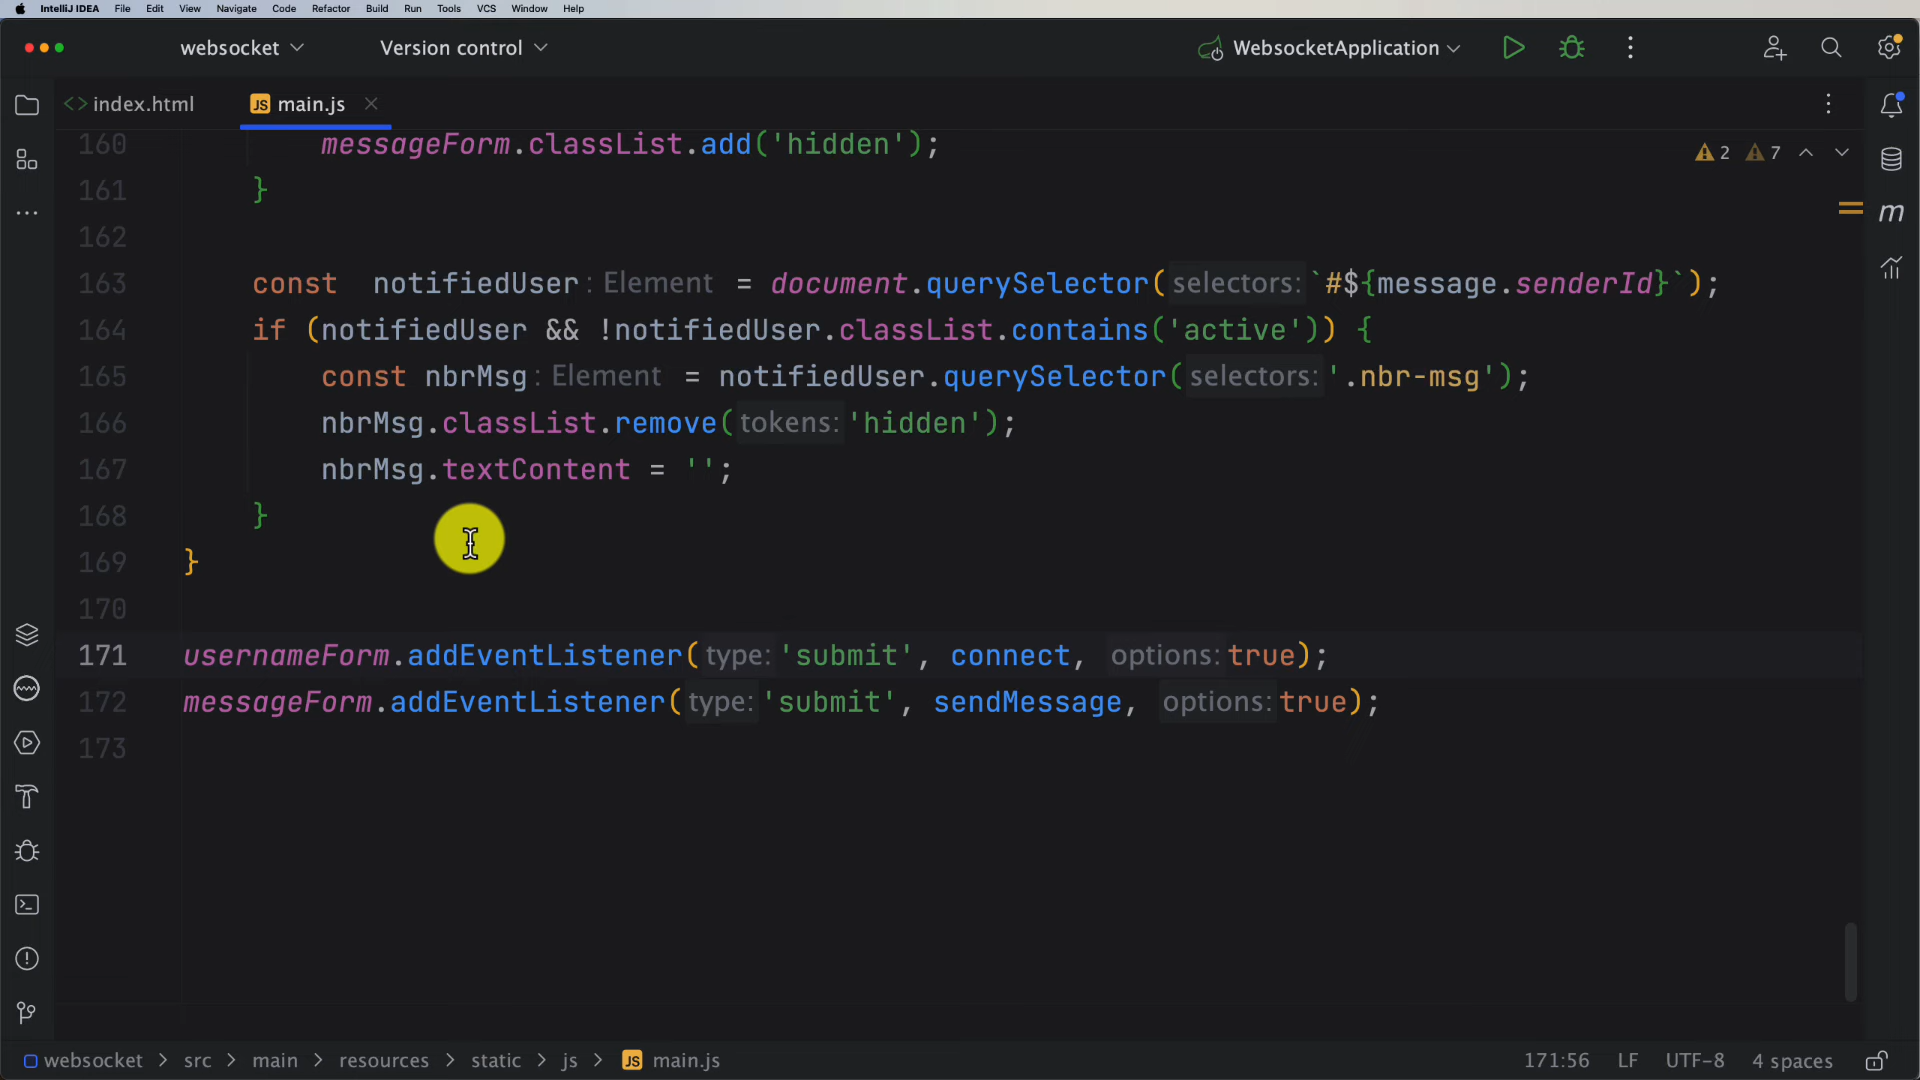 IntelliJ IDEA File Edit View Navigate Code Refactor Build Run Tools VCS Window Help
websocket Version control WebsocketApplication
index.html JS main.js
2 7
160 messageForm.classList.add('hidden');
161 }
162
163 const  notifiedUser: Element = document.querySelector( selectors: `#${message.senderId}`);
164 if (notifiedUser && !notifiedUser.classList.contains('active')) {
165 const nbrMsg: Element = notifiedUser.querySelector( selectors: '.nbr-msg');
166 nbrMsg.classList.remove( tokens: 'hidden');
167 nbrMsg.textContent = '';
168 }
169 }
170
171 usernameForm.addEventListener( type: 'submit', connect, options: true);
172 messageForm.addEventListener( type: 'submit', sendMessage, options: true);
173
m
websocket > src > main > resources > static > js > JS main.js 171:56 LF UTF-8 4 spaces